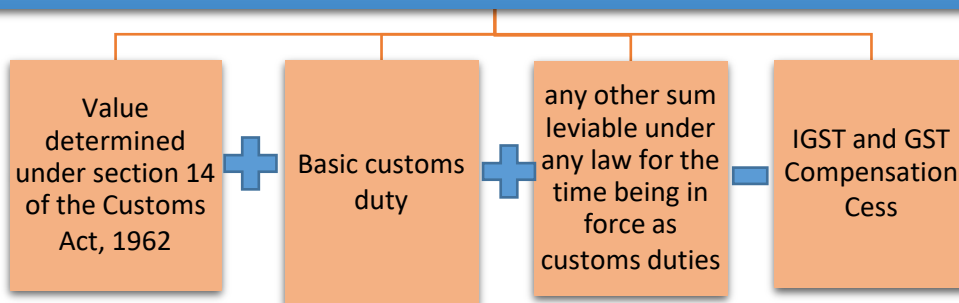 Value
determined
under section 14
of the Customs
Act, 1962
Basic customs
duty
any other sum
leviable under
any law for the
time being in
force as
customs duties
IGST and GST
Compensation
Cess